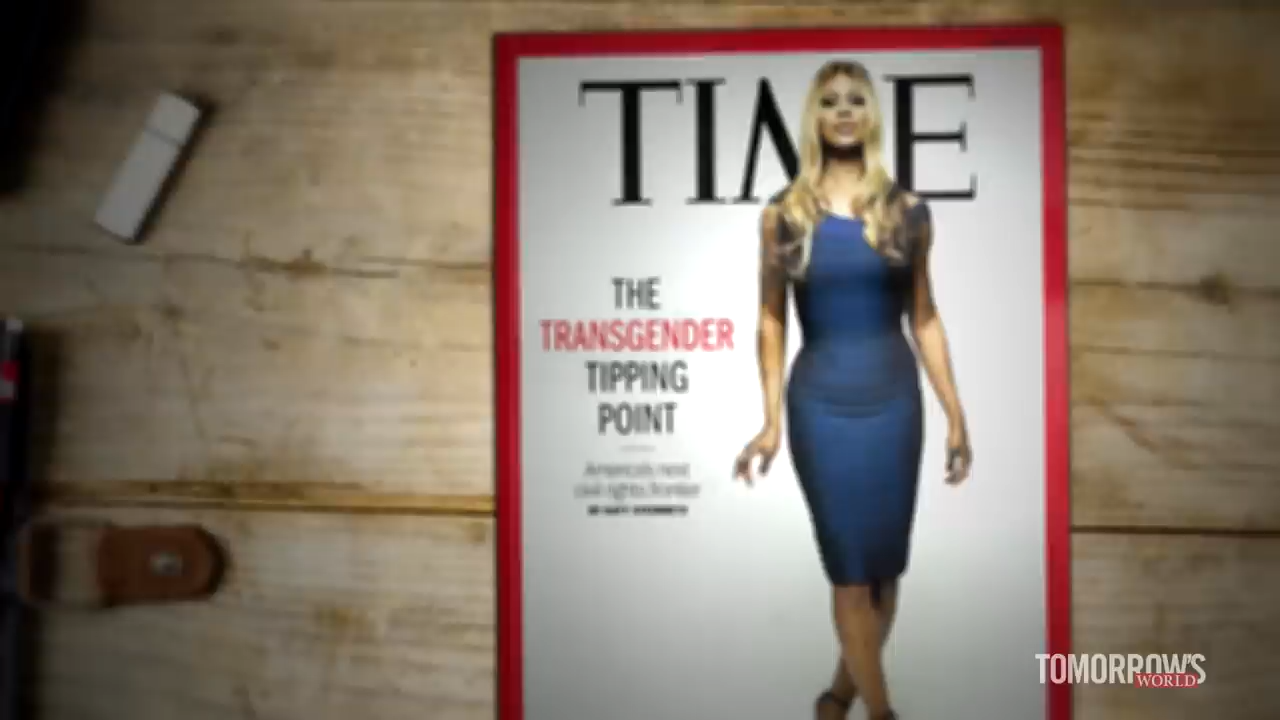 TIME
THE
TRANSGENDER
TIPPING
POINT
America's next
civil rights frontier
TOMORROW'S
WORLD